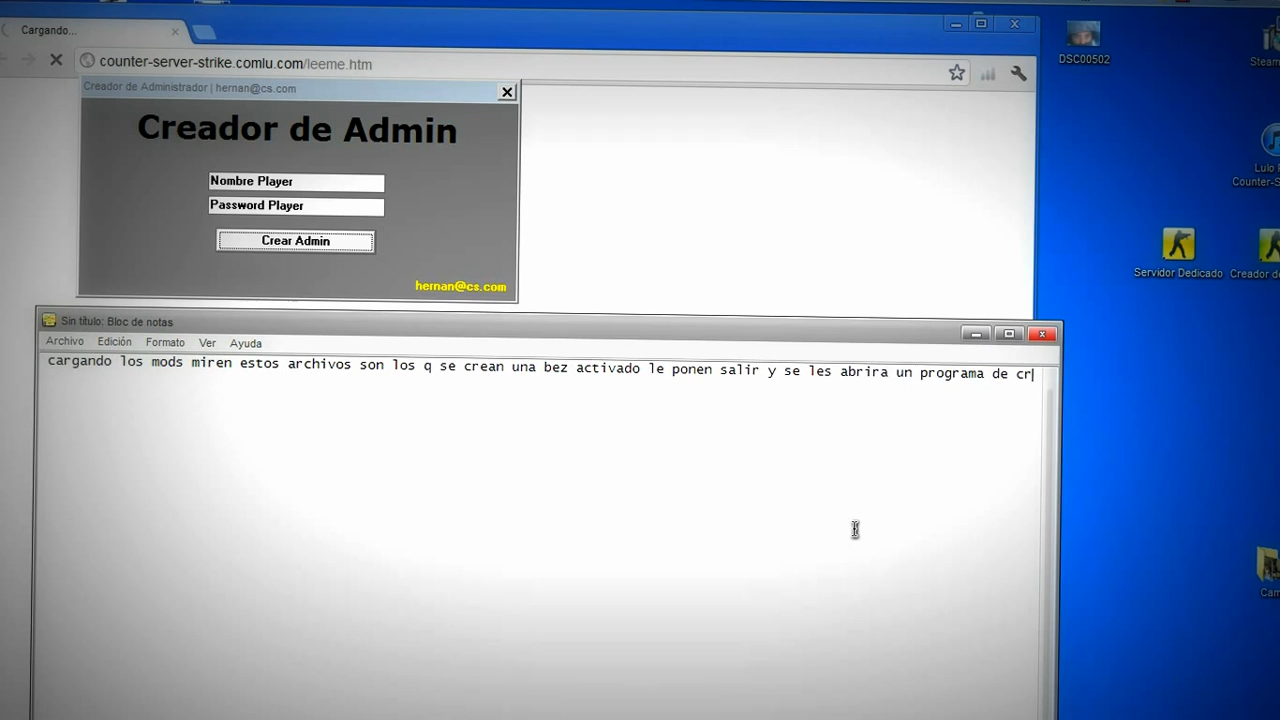 Cargando...
counter-server-strike.comlu.com/leeme.htm
Creador de Administrador | hernan@cs.com
Creador de Admin
Nombre Player
Password Player
Crear Admin
hernan@cs.com
DSC00502
Steam
Lulo
Counter-S
Servidor Dedicado
Creador de
Cam
Sin título: Bloc de notas
Archivo Edición Formato Ver Ayuda
cargando los mods miren estos archivos son los q se crean una bez activado le ponen salir y se les abrira un programa de cr